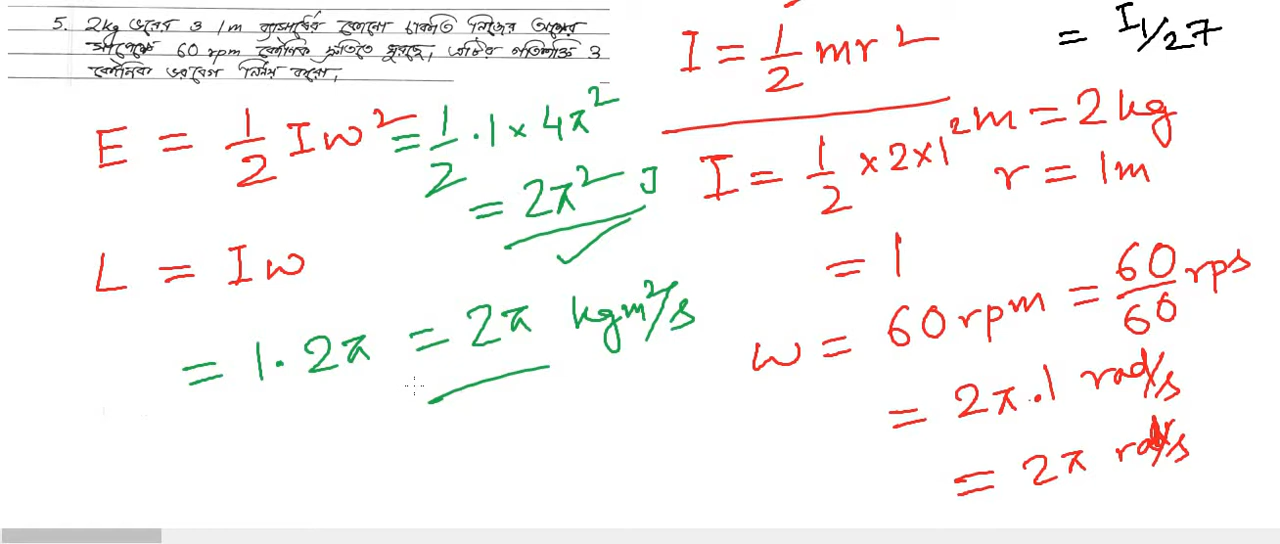 5. 2kg ভরের ও 1m ব্যাসার্ধের কোনো চাকতি নিজের অক্ষের
সাপেক্ষে 60 rpm কৌণিক দ্রুতিতে ঘুরছে, এটির গতিশক্তি ও
কৌণিক ভরবেগ নির্ণয় করো,
E = 1/2 Iω² = 1/2 . 1 × 4π²
= 2π² J
L = Iω
= 1 . 2π = 2π kgm²/s
I = 1/2 mr²
I = 1/2 × 2 × 1²
= 1
= I₁/27
m = 2kg
r = 1m
ω = 60 rpm = 60/60 rps
= 2π . 1 rad/s
= 2π rad/s